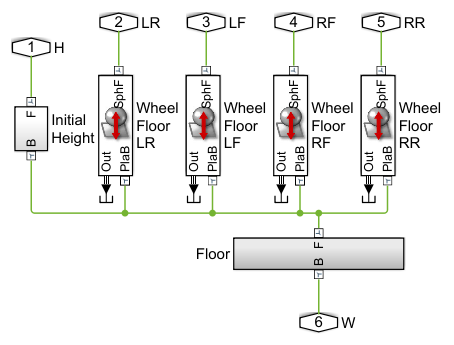 2 LR
3 LF
4 RF
5 RR
1 H
F
B
Initial
Height
SphF
Out
PlaB
Wheel
Floor
LR
SphF
Out
PlaB
Wheel
Floor
LF
SphF
Out
PlaB
Wheel
Floor
RF
SphF
Out
PlaB
Wheel
Floor
RR
Floor
F
B
6 W